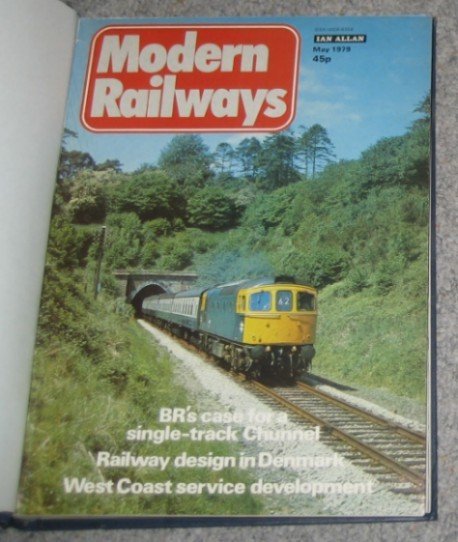 Modern
Railways
IAN ALLAN
May 1979
45p
62
BR's case for a
single-track Chunnel
Railway design in Denmark
West Coast service development